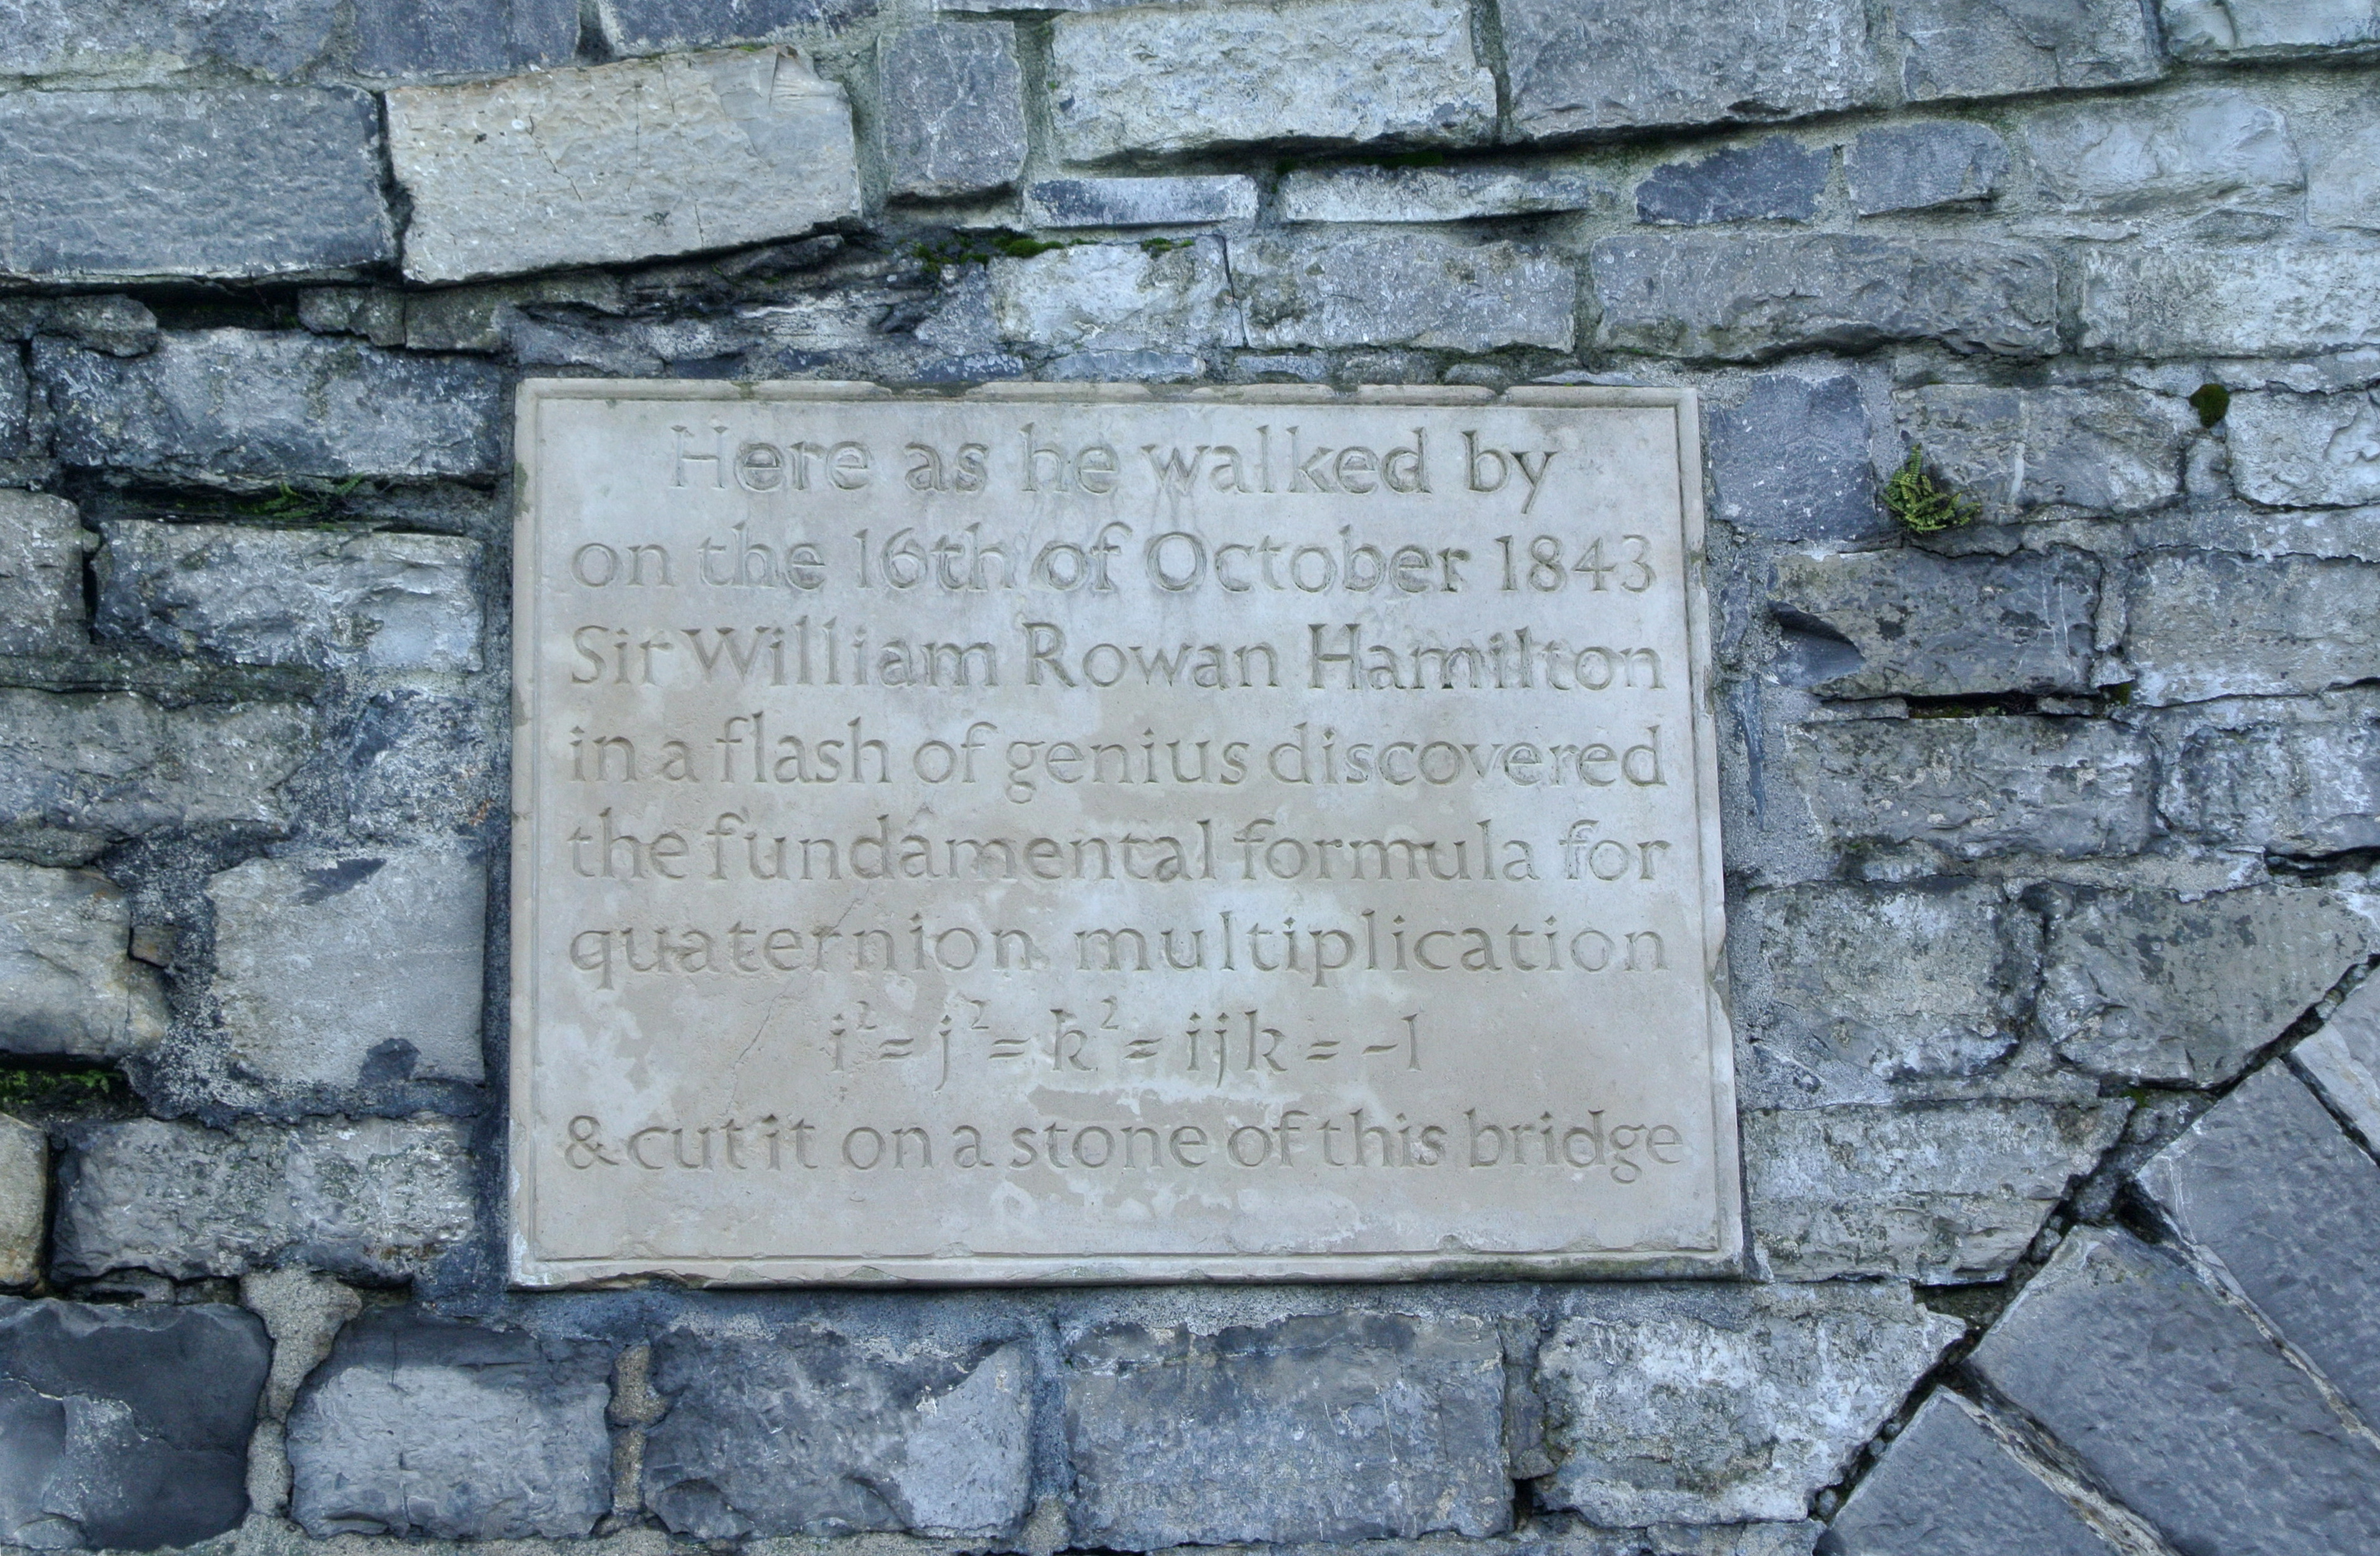 Here as he walked by
on the 16th of October 1843
Sir William Rowan Hamilton
in a flash of genius discovered
the fundamental formula for
quaternion multiplication
i² = j² = k² = ijk = -1
& cut it on a stone of this bridge